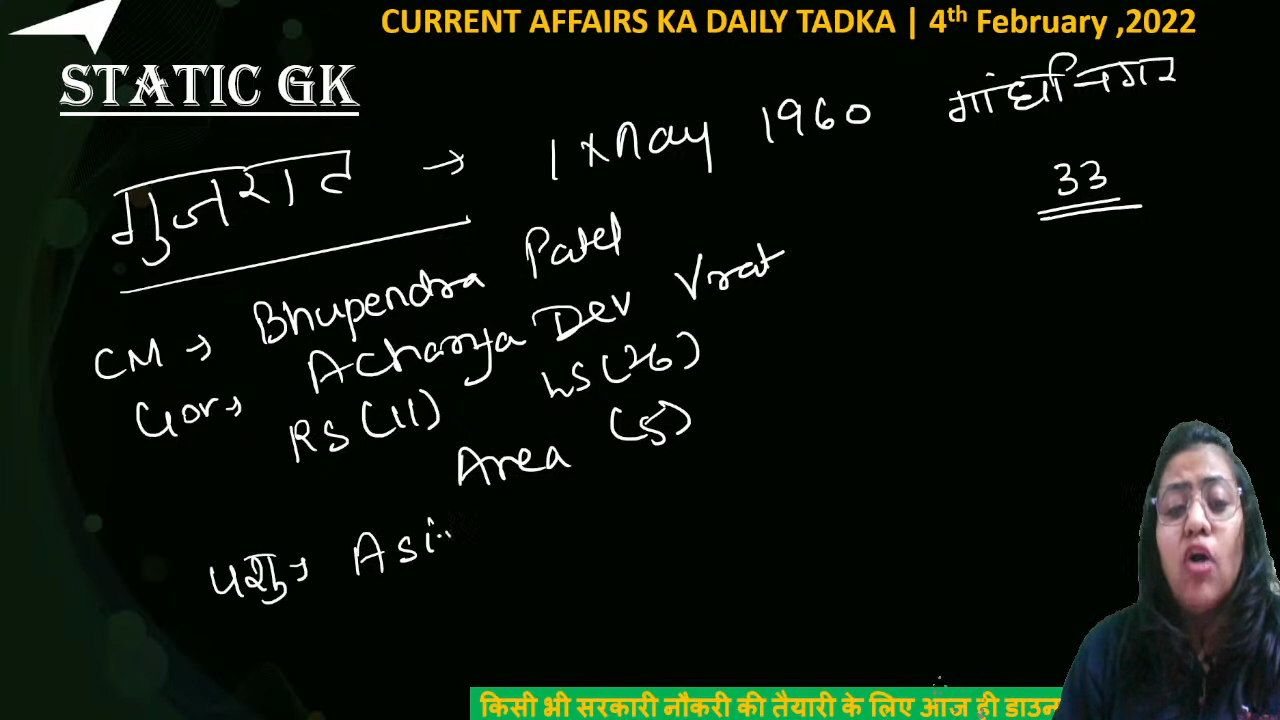 CURRENT AFFAIRS KA DAILY TADKA | 4th February ,2022
STATIC GK
गुजरात → 1 May 1960 गांधीनगर
33
CM → Bhupendra Patel
Gov → Acharya Dev Vrat
RS (11) LS (26)
Area (5)
पशु → Asi
किसी भी सरकारी नौकरी की तैयारी के लिए आज ही डाउन